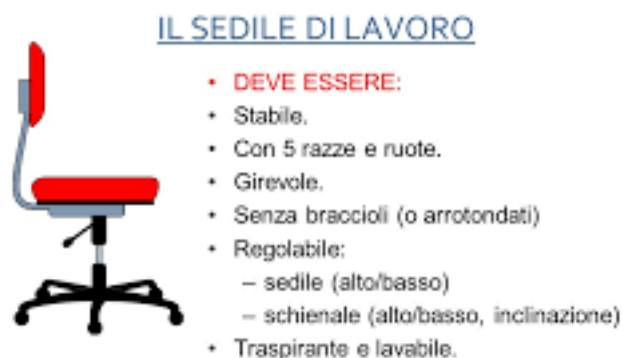 IL SEDILE DI LAVORO
• DEVE ESSERE:
• Stabile.
• Con 5 razze e ruote.
• Girevole.
• Senza braccioli (o arrotondati)
• Regolabile:
– sedile (alto/basso)
– schienale (alto/basso, inclinazione)
• Traspirante e lavabile.